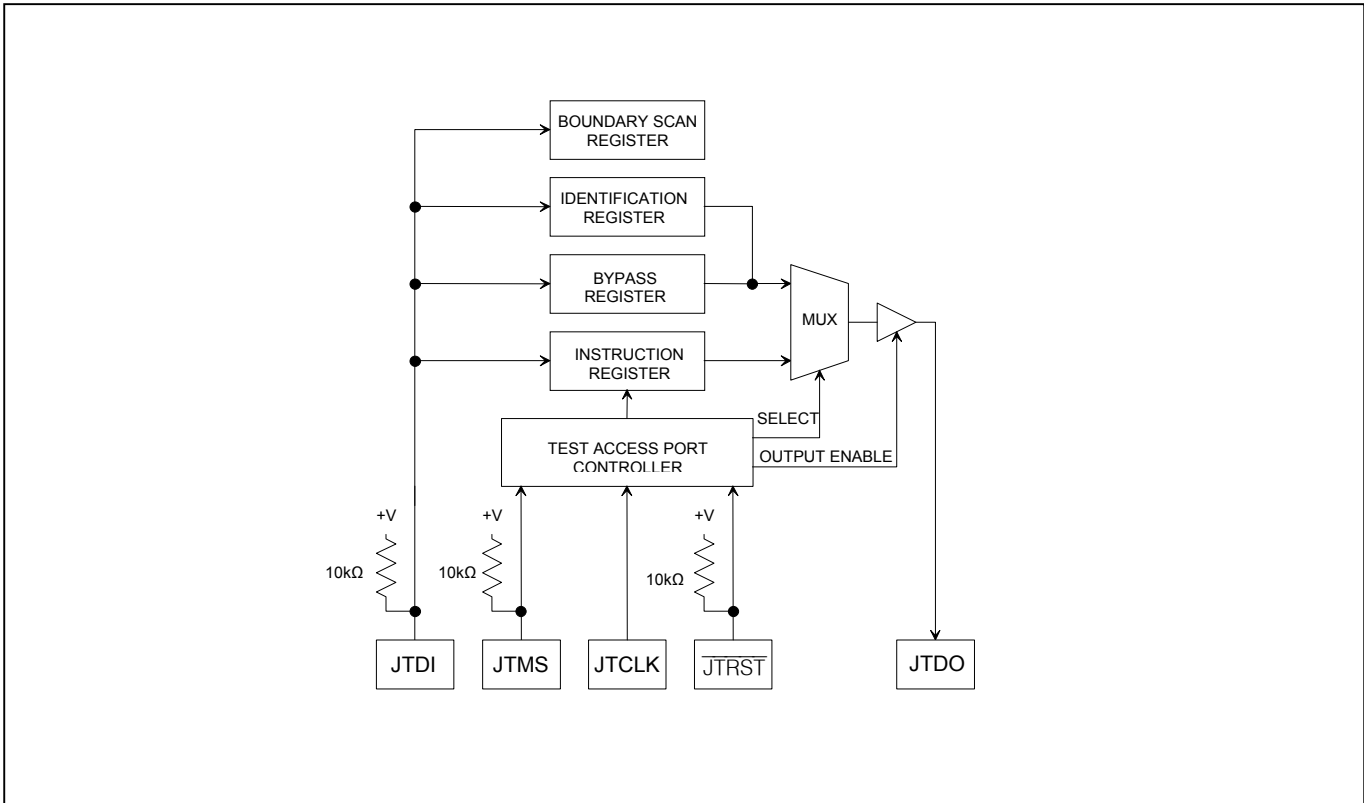 BOUNDARY SCAN
REGISTER
IDENTIFICATION
REGISTER
BYPASS
REGISTER
MUX
INSTRUCTION
REGISTER
SELECT
TEST ACCESS PORT
CONTROLLER
OUTPUT ENABLE
+V
+V
+V
10kΩ
10kΩ
10kΩ
JTDI
JTMS
JTCLK
J̅T̅R̅S̅T̅
JTDO